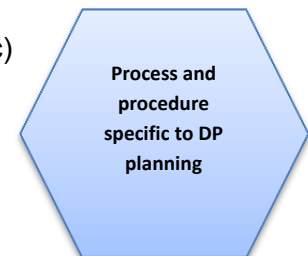 c)
Process and
procedure
specific to DP
planning